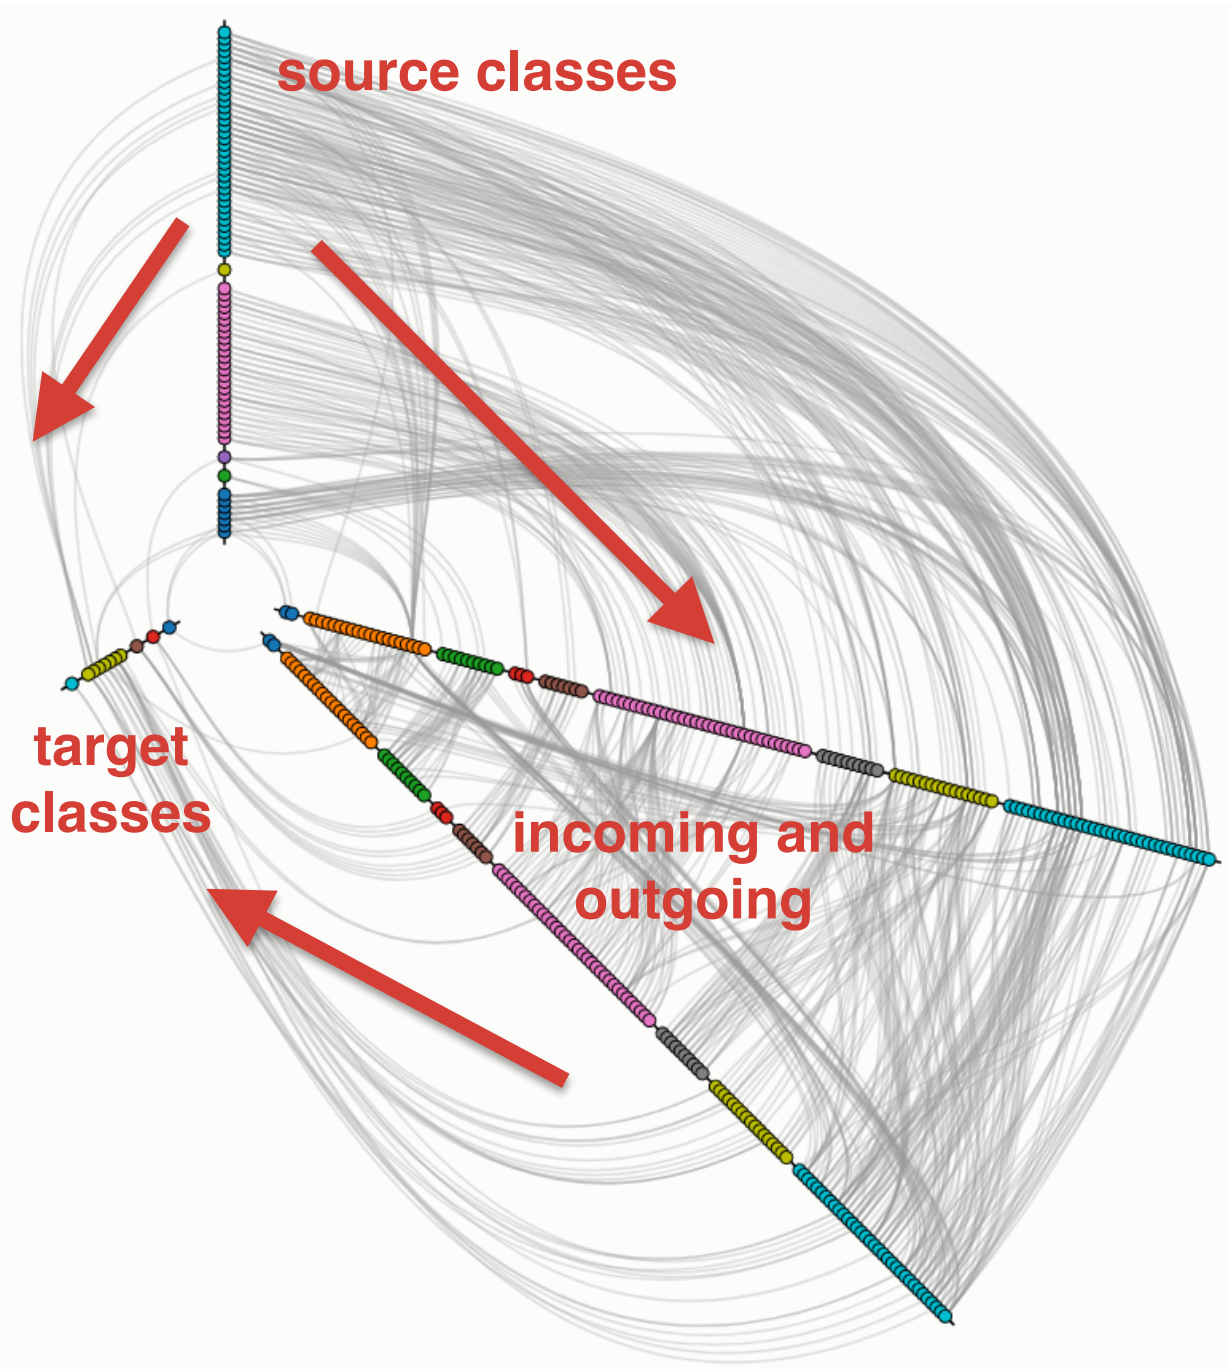 source classes
target
classes
incoming and
outgoing